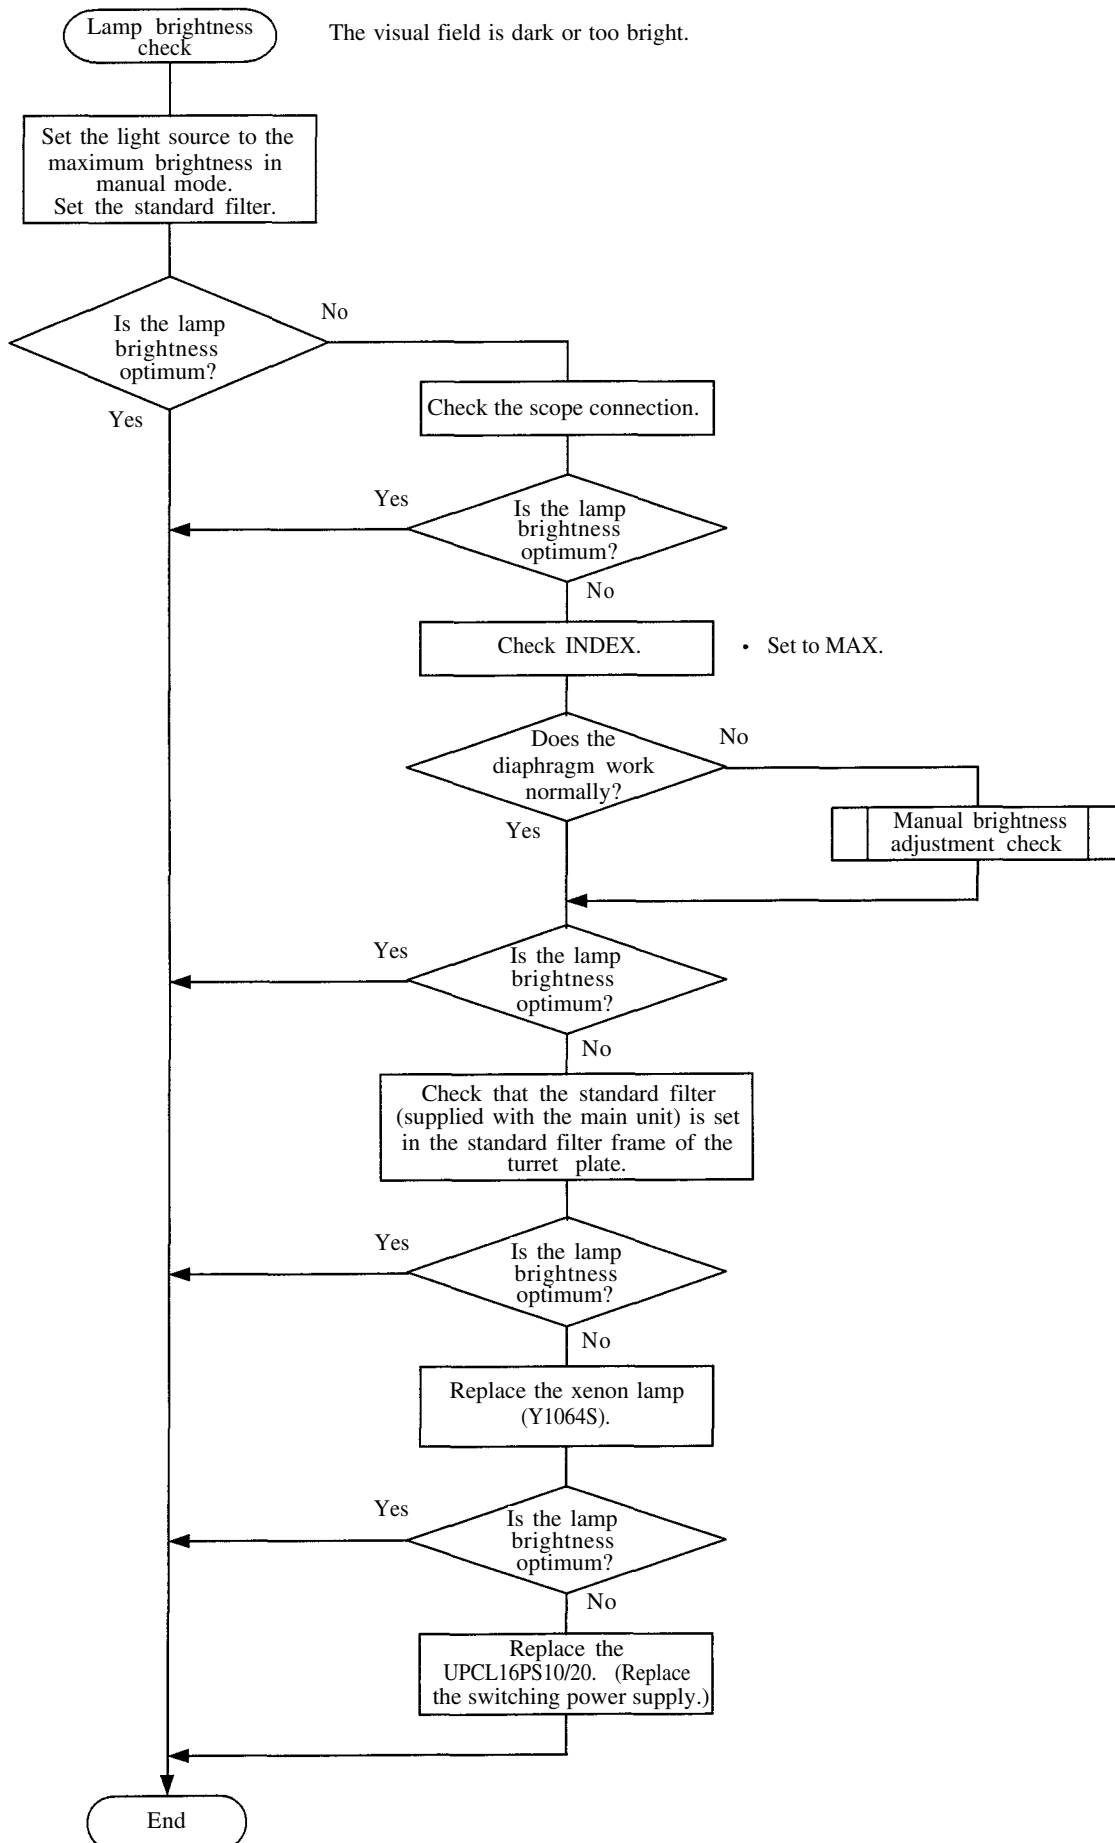 Lamp brightness
check
The visual field is dark or too bright.
Set the light source to the
maximum brightness in
manual mode.
Set the standard filter.
No
Is the lamp
brightness
optimum?
Yes
Check the scope connection.
Yes
Is the lamp
brightness
optimum?
No
Check INDEX.
• Set to MAX.
Does the
diaphragm work
normally?
No
Yes
Manual brightness
adjustment check
Yes
Is the lamp
brightness
optimum?
No
Check that the standard filter
(supplied with the main unit) is set
in the standard filter frame of the
turret plate.
Yes
Is the lamp
brightness
optimum?
No
Replace the xenon lamp
(Y1064S).
Yes
Is the lamp
brightness
optimum?
No
Replace the
UPCL16PS10/20. (Replace
the switching power supply.)
End